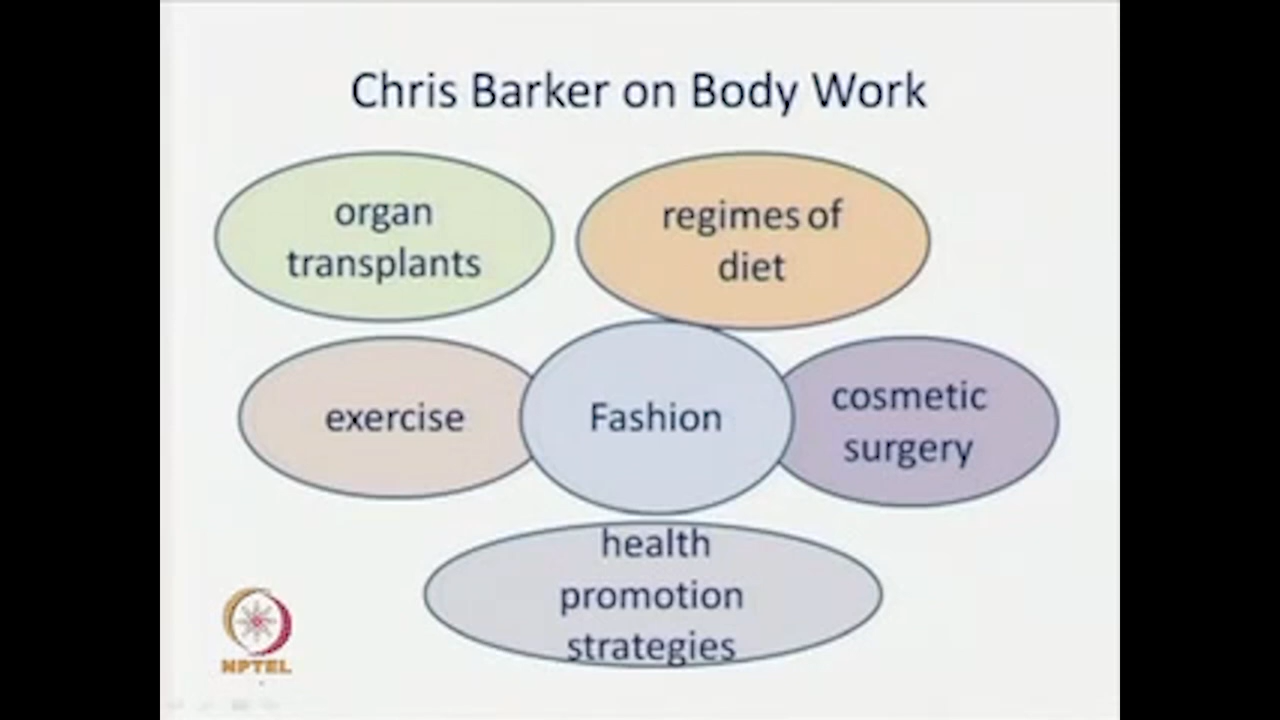 Chris Barker on Body Work
organ
transplants
regimes of
diet
exercise
Fashion
cosmetic
surgery
health
promotion
strategies
NPTEL